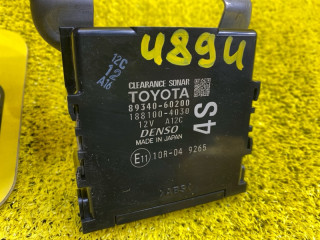 U894
12C
12
A16
CLEARANCE SONAR
TOYOTA
89340-60200
188100-4030
12V A12C
DENSO
MADE IN JAPAN
4S
E11 10R-04 9265